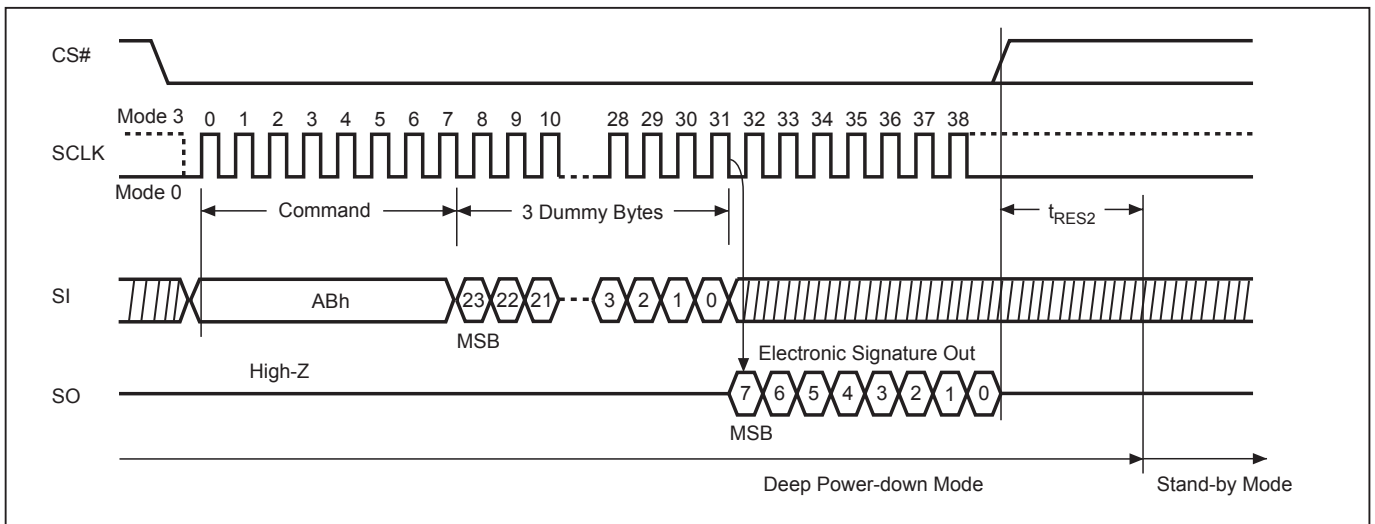 CS#
Mode 3 0 1 2 3 4 5 6 7 8 9 10 28 29 30 31 32 33 34 35 36 37 38
SCLK
Mode 0
Command 3 Dummy Bytes tRES2
SI ABh 23 22 21 3 2 1 0
MSB
High-Z Electronic Signature Out
SO 7 6 5 4 3 2 1 0
MSB
Deep Power-down Mode Stand-by Mode